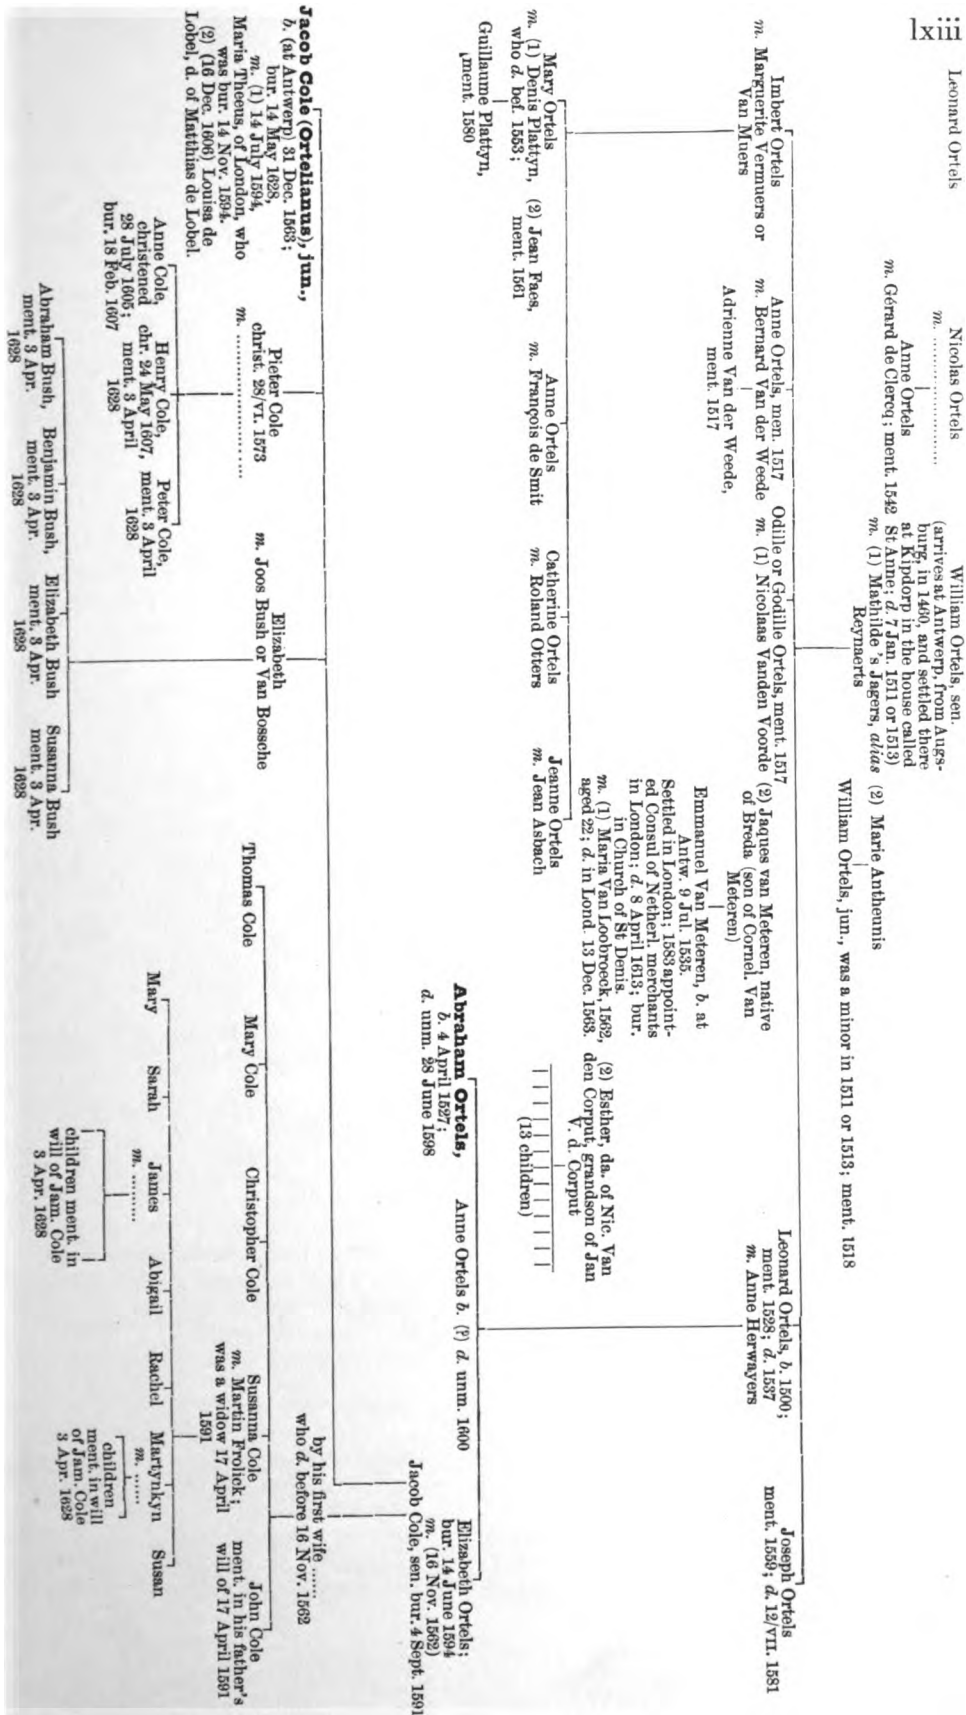 lxiii
Leonard Ortels
Nicolas Ortels
m. ..................
Anne Ortels
m. Gérard de Clercq; ment. 1542
William Ortels, sen.
(arrives at Antwerp, from Augs-
burg, in 1460, and settled there
at Kipdorp in the house called
St Anne; d. 7 Jan. 1511 or 1513)
m. (1) Mathilde 's Jagers, alias
Reynaerts
(2) Marie Antheunis
William Ortels, jun., was a minor in 1511 or 1513; ment. 1518
Imbert Ortels
m. Marguerite Vermuers or
Van Muers
Anne Ortels, men. 1517
m. Bernard Van der Weede
Adrienne Van der Weede,
ment. 1517
Odille or Godille Ortels, ment. 1517
m. (1) Nicolaas Vanden Voorde
(2) Jaques van Meteren, native
of Breda (son of Cornel. Van
Meteren)
Emmanuel Van Meteren, b. at
Antw. 9 Jul. 1535.
Settled in London; 1583 appoint-
ed Consul of Netherl. merchants
in London; d. 8 April 1613; bur.
in Church of St Denis.
m. (1) Maria Van Loobroeck, 1562,
aged 22; d. in Lond. 13 Dec. 1563.
(2) Esther, da. of Nic. Van
den Corput, grandson of Jan
V. d. Corput
(13 children)
Leonard Ortels, b. 1500;
ment. 1528; d. 1537
m. Anne Herwayers
Joseph Ortels
ment. 1559; d. 12/VII. 1581
Mary Ortels
m. (1) Denis Plattyn,
who d. bef. 1553;
(2) Jean Faes,
ment. 1561
Guillaume Plattyn,
ment. 1580
Anne Ortels
m. François de Smit
Catherine Ortels
m. Roland Otters
Jeanne Ortels
m. Jean Asbach
Abraham Ortels,
b. 4 April 1527;
d. unm. 28 June 1598
Anne Ortels b. (?) d. unm. 1600
Elizabeth Ortels;
bur. 14 June 1594
m. (16 Nov. 1562)
Jacob Cole, sen. bur. 4 Sept. 1591
by his first wife ......
who d. before 16 Nov. 1562
Jacob Cole (Ortelianus), jun.,
b. (at Antwerp) 31 Dec. 1563;
bur. 14 May 1628,
m. (1) 14 July 1594,
Maria Theeus, of London, who
was bur. 14 Nov. 1594.
(2) (16 Dec. 1606) Louisa de
Lobel, d. of Matthias de Lobel.
Pieter Cole
christ. 28/VI. 1573
m. ........................
Anne Cole,
christened
28 July 1605;
bur. 18 Feb. 1607
Henry Cole,
chr. 24 May 1607,
ment. 3 April
1628
Peter Cole,
ment. 3 April
1628
Elizabeth
m. Joos Bush or Van Bossche
Abraham Bush,
ment. 3 Apr.
1628
Benjamin Bush,
ment. 3 Apr.
1628
Elizabeth Bush
ment. 3 Apr.
1628
Susanna Bush
ment. 3 Apr.
1628
Thomas Cole
Mary Cole
Christopher Cole
Susanna Cole
m. Martin Frolick;
was a widow 17 April
1591
John Cole
ment. in his father's
will of 17 April 1591
Mary
Sarah
James
m. ..........
children ment. in
will of Jam. Cole
3 Apr. 1628
Abigail
Rachel
Martynkyn
m. ......
children
ment. in will
of Jam. Cole
3 Apr. 1628
Susan